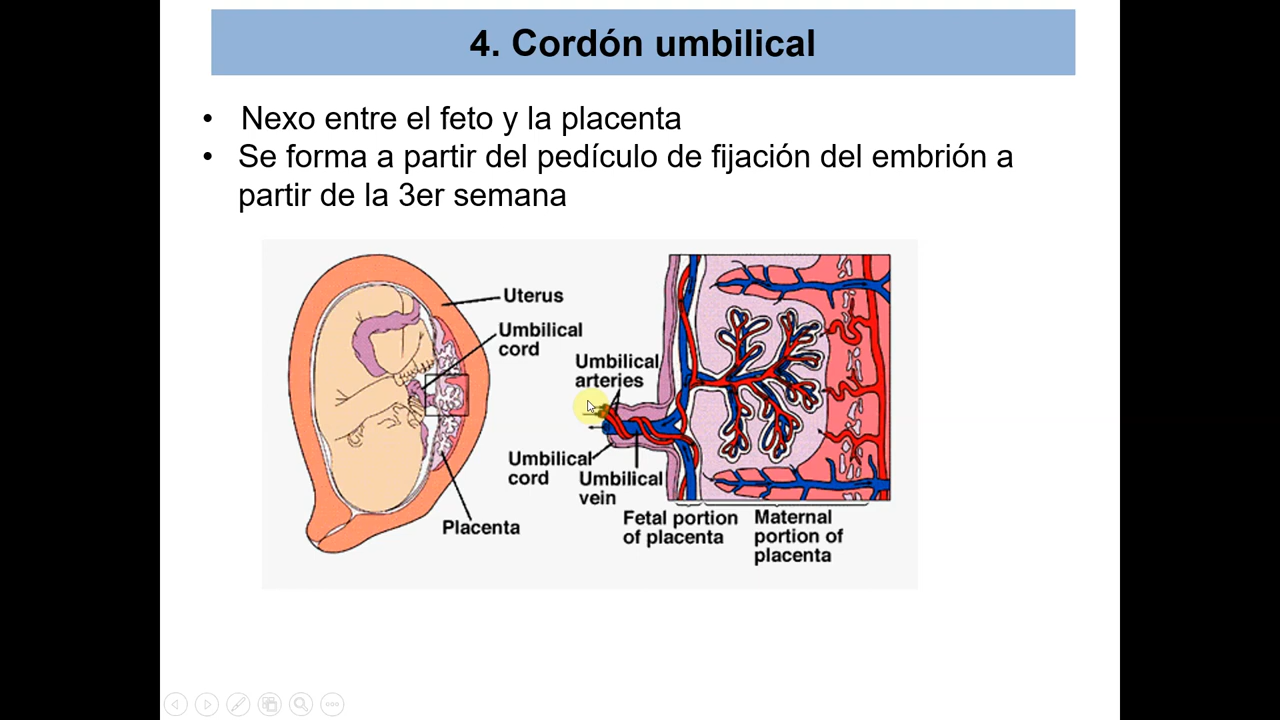 4. Cordón umbilical
• Nexo entre el feto y la placenta
• Se forma a partir del pedículo de fijación del embrión a
partir de la 3er semana
Uterus
Umbilical
cord
Placenta
Umbilical
arteries
Umbilical
cord
Umbilical
vein
Fetal portion
of placenta
Maternal
portion of
placenta